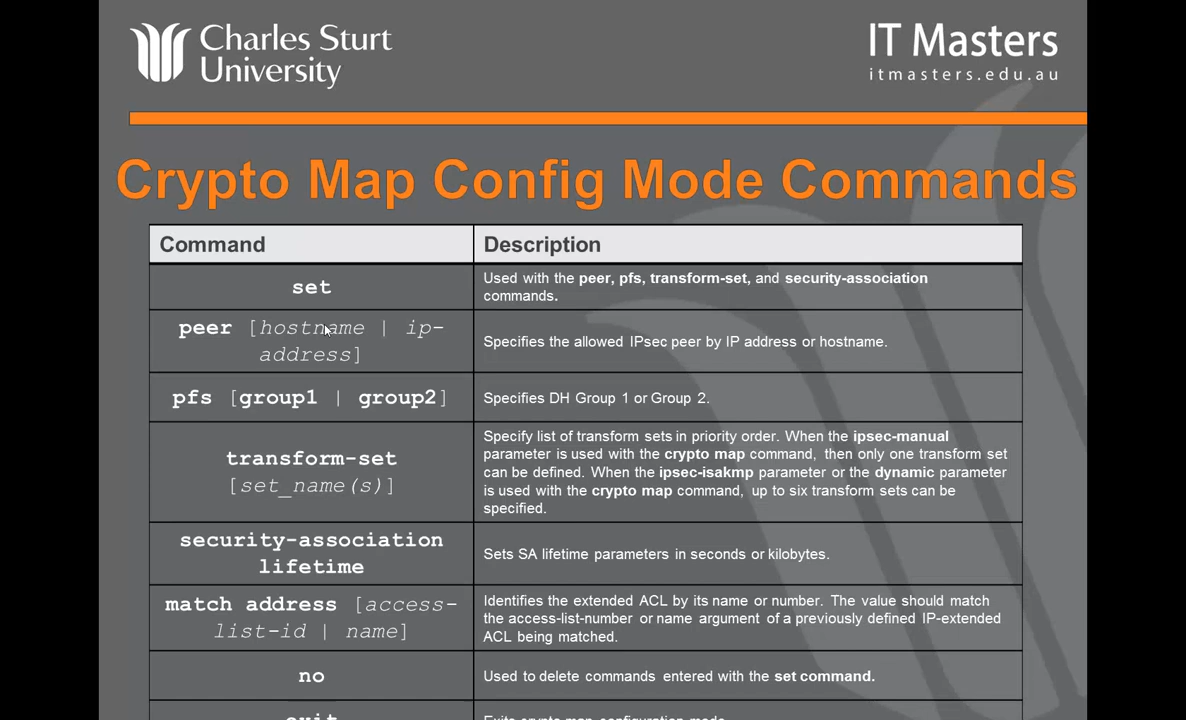 Charles Sturt
University
IT Masters
itmasters.edu.au
Crypto Map Config Mode Commands
Command
Description
set
Used with the peer, pfs, transform-set, and security-association
commands.
peer [hostname | ip-
address]
Specifies the allowed IPsec peer by IP address or hostname.
pfs [group1 | group2]
Specifies DH Group 1 or Group 2.
transform-set
[set_name(s)]
Specify list of transform sets in priority order. When the ipsec-manual
parameter is used with the crypto map command, then only one transform set
can be defined. When the ipsec-isakmp parameter or the dynamic parameter
is used with the crypto map command, up to six transform sets can be
specified.
security-association
lifetime
Sets SA lifetime parameters in seconds or kilobytes.
match address [access-
list-id | name]
Identifies the extended ACL by its name or number. The value should match
the access-list-number or name argument of a previously defined IP-extended
ACL being matched.
no
Used to delete commands entered with the set command.
exit
Exits crypto map configuration mode.